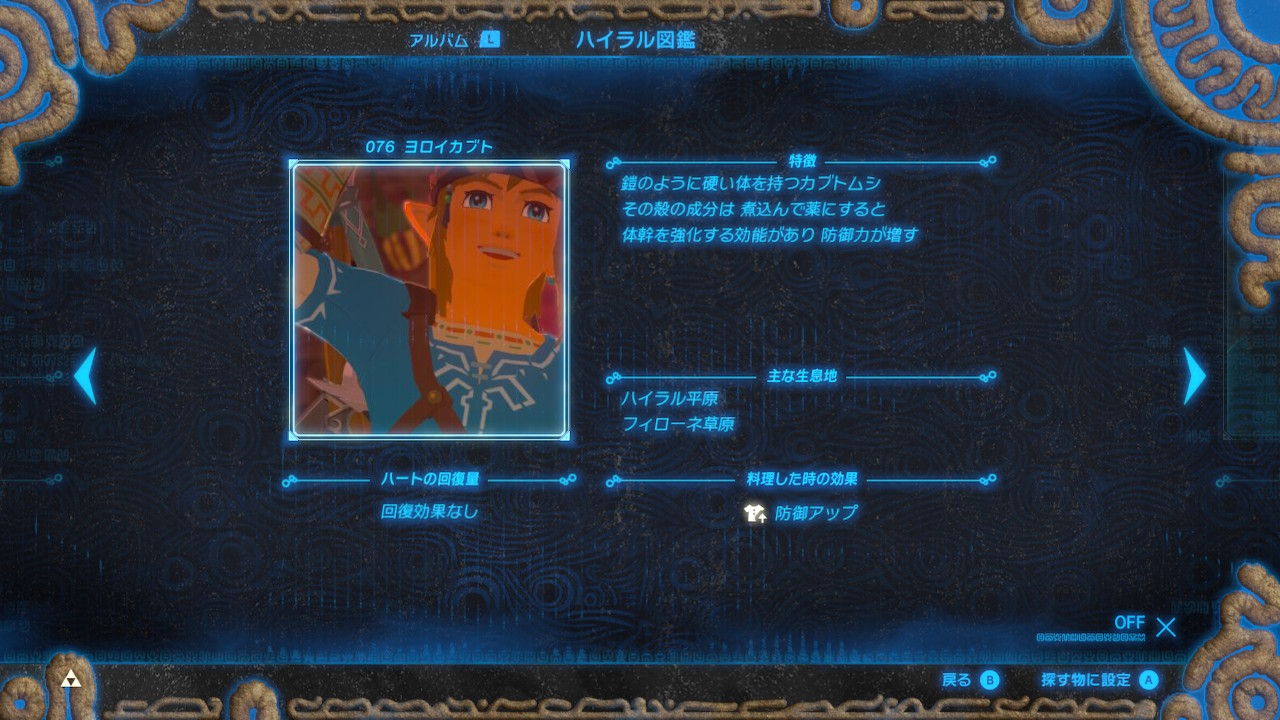 アルバム L
ハイラル図鑑
076 ヨロイカブト
特徴
鎧のように硬い体を持つカブトムシ
その殻の成分は 煮込んで薬にすると
体幹を強化する効能があり 防御力が増す
主な生息地
ハイラル平原
フィローネ草原
ハートの回復量
回復効果なし
料理した時の効果
防御アップ
OFF
戻る B
探す物に設定 A